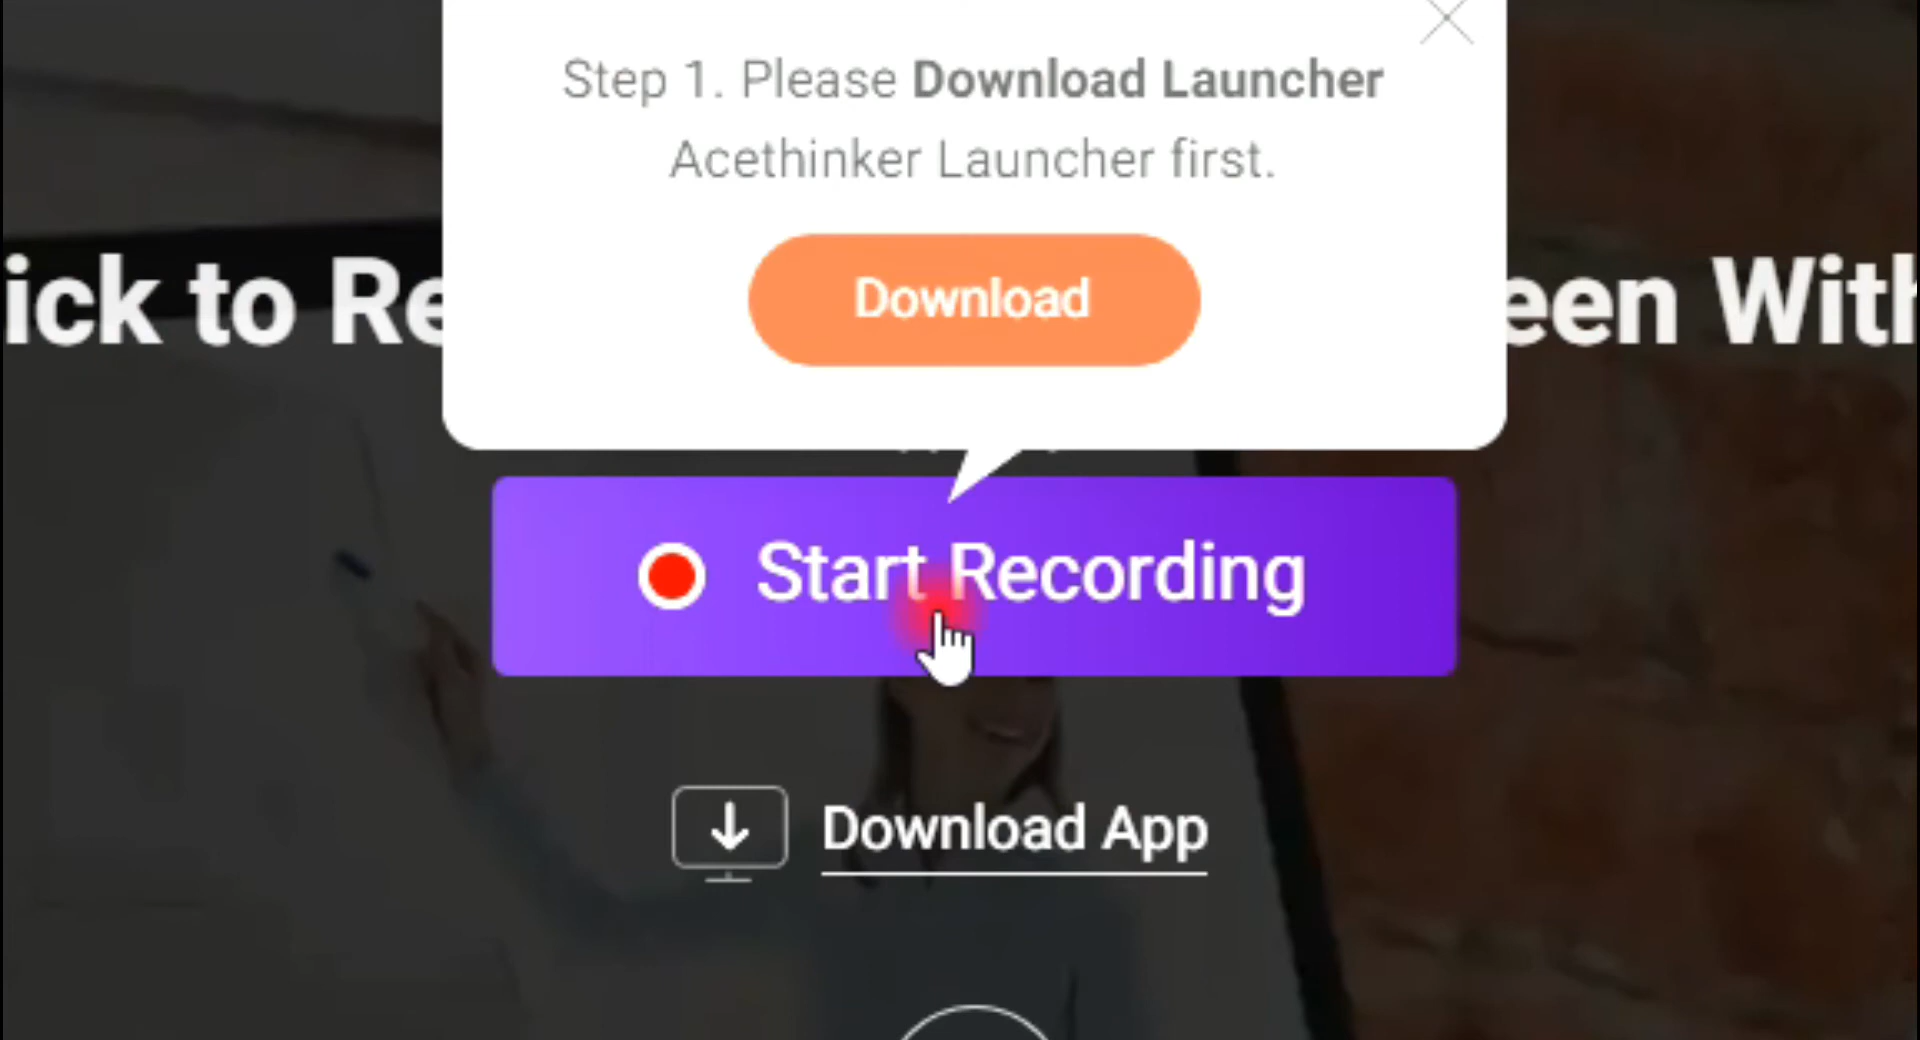 Step 1. Please Download Launcher
Acethinker Launcher first.
Download
ick to Re een With
Start Recording
Download App